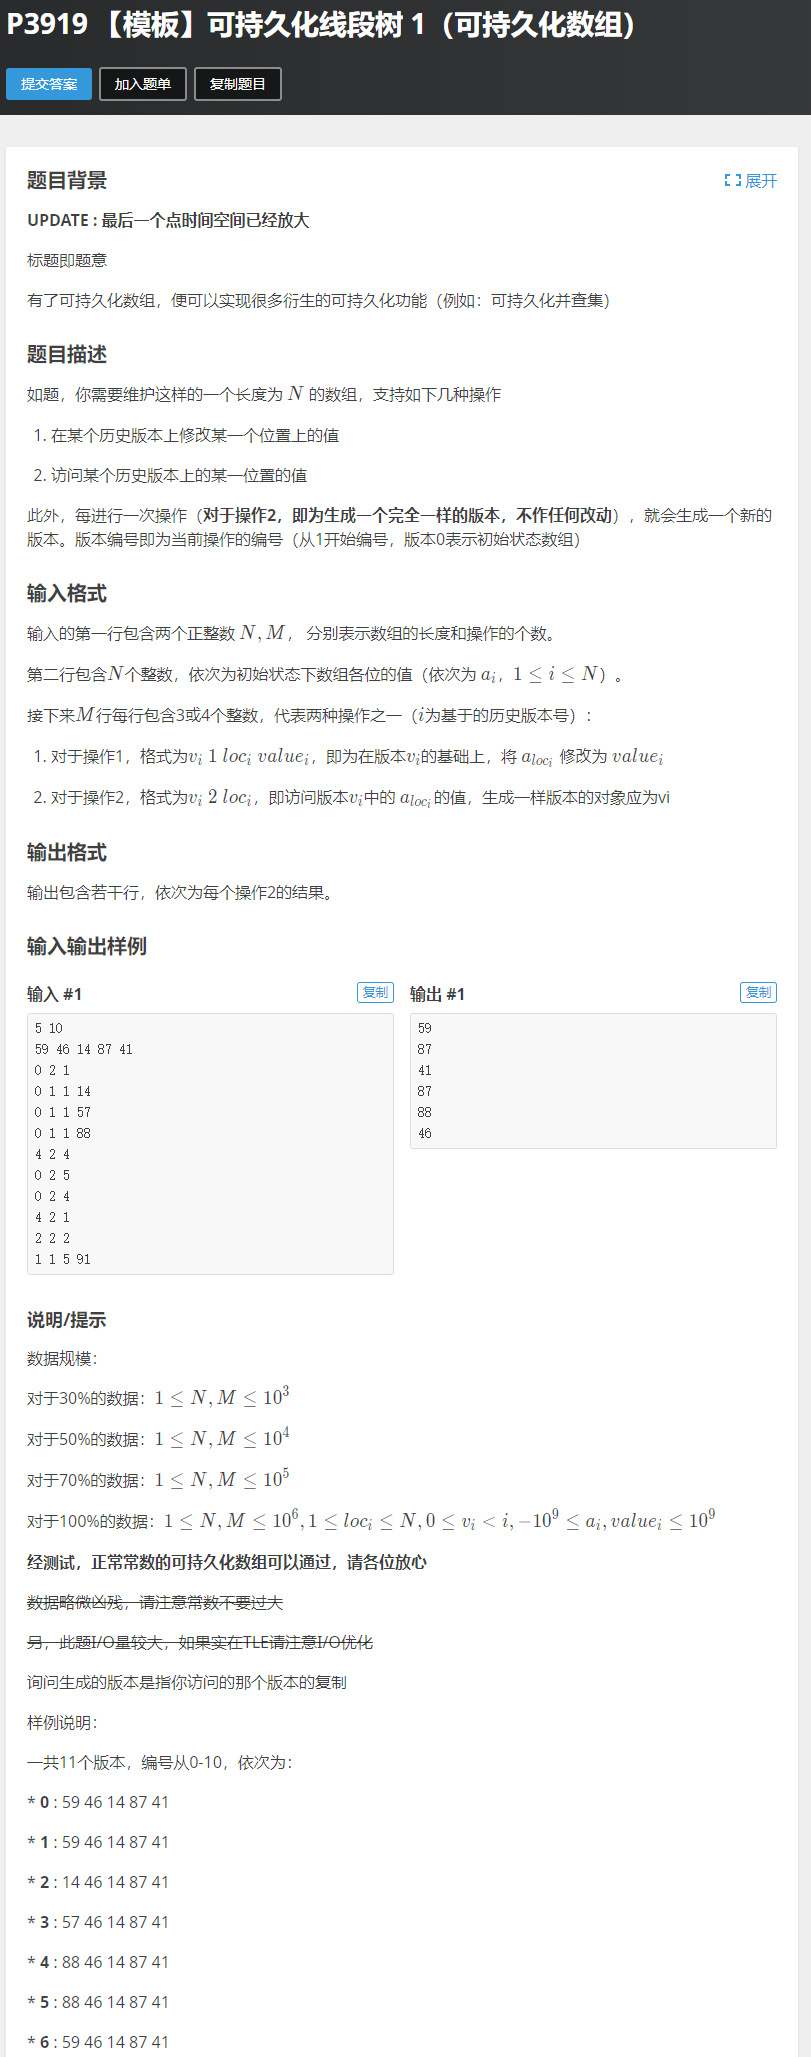 P3919 【模板】可持久化线段树 1（可持久化数组）
提交答案 加入题单 复制题目
题目背景 展开
UPDATE : 最后一个点时间空间已经放大
标题即题意
有了可持久化数组，便可以实现很多衍生的可持久化功能（例如：可持久化并查集）
题目描述
如题，你需要维护这样的一个长度为 N 的数组，支持如下几种操作
1. 在某个历史版本上修改某一个位置上的值
2. 访问某个历史版本上的某一位置的值
此外，每进行一次操作（对于操作2，即为生成一个完全一样的版本，不作任何改动），就会生成一个新的
版本。版本编号即为当前操作的编号（从1开始编号，版本0表示初始状态数组）
输入格式
输入的第一行包含两个正整数 N, M， 分别表示数组的长度和操作的个数。
第二行包含N个整数，依次为初始状态下数组各位的值（依次为 a_i，1 ≤ i ≤ N）。
接下来M行每行包含3或4个整数，代表两种操作之一（i为基于的历史版本号）：
1. 对于操作1，格式为v_i 1 loc_i value_i，即为在版本v_i的基础上，将 a_{loc_i} 修改为 value_i
2. 对于操作2，格式为v_i 2 loc_i，即访问版本v_i中的 a_{loc_i}的值，生成一样版本的对象应为vi
输出格式
输出包含若干行，依次为每个操作2的结果。
输入输出样例
输入 #1 复制
5 10
59 46 14 87 41
0 2 1
0 1 1 14
0 1 1 57
0 1 1 88
4 2 4
0 2 5
0 2 4
4 2 1
2 2 2
1 1 5 91
输出 #1 复制
59
87
41
87
88
46
说明/提示
数据规模：
对于30%的数据：1 ≤ N, M ≤ 10^3
对于50%的数据：1 ≤ N, M ≤ 10^4
对于70%的数据：1 ≤ N, M ≤ 10^5
对于100%的数据：1 ≤ N, M ≤ 10^6, 1 ≤ loc_i ≤ N, 0 ≤ v_i < i, −10^9 ≤ a_i, value_i ≤ 10^9
经测试，正常常数的可持久化数组可以通过，请各位放心
数据略微凶残，请注意常数不要过大
另，此题I/O量较大，如果实在TLE请注意I/O优化
询问生成的版本是指你访问的那个版本的复制
样例说明：
一共11个版本，编号从0-10，依次为：
* 0 : 59 46 14 87 41
* 1 : 59 46 14 87 41
* 2 : 14 46 14 87 41
* 3 : 57 46 14 87 41
* 4 : 88 46 14 87 41
* 5 : 88 46 14 87 41
* 6 : 59 46 14 87 41